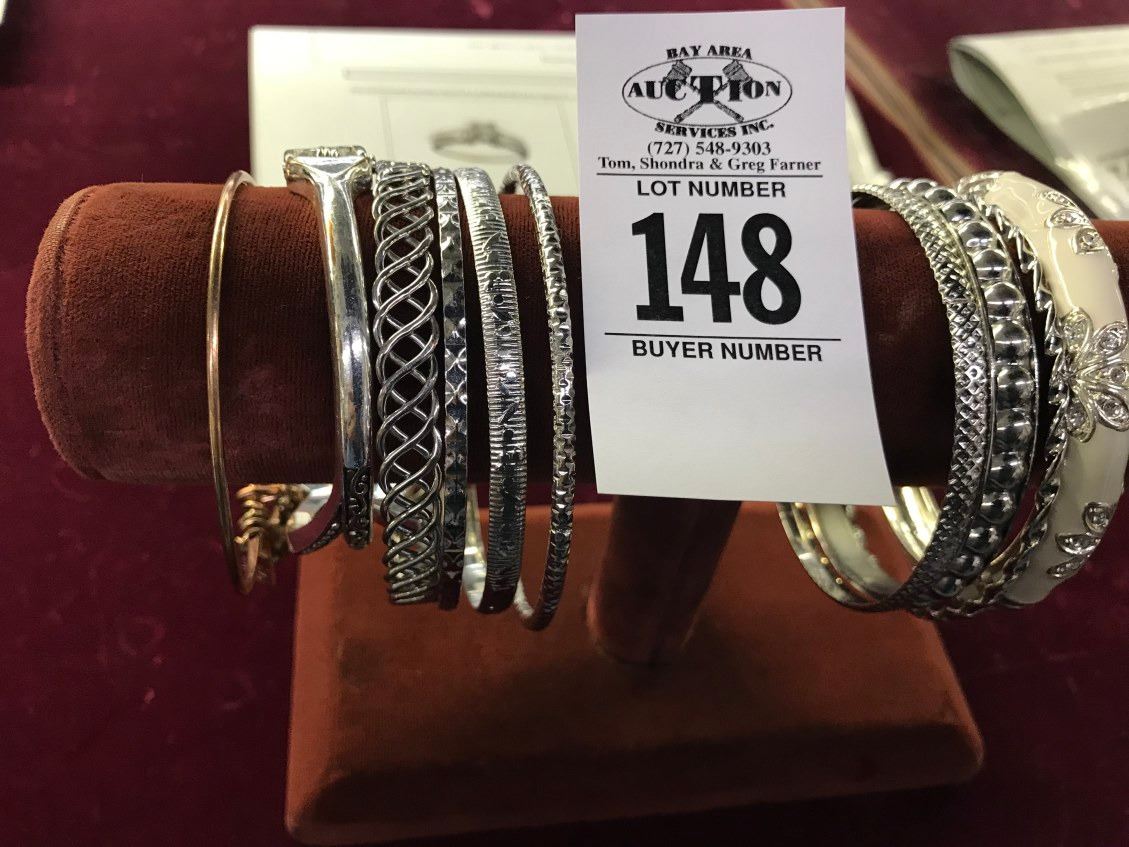 BAY AREA
AUCTION
SERVICES INC.
(727) 548-9303
Tom, Shondra & Greg Farner
LOT NUMBER
148
BUYER NUMBER